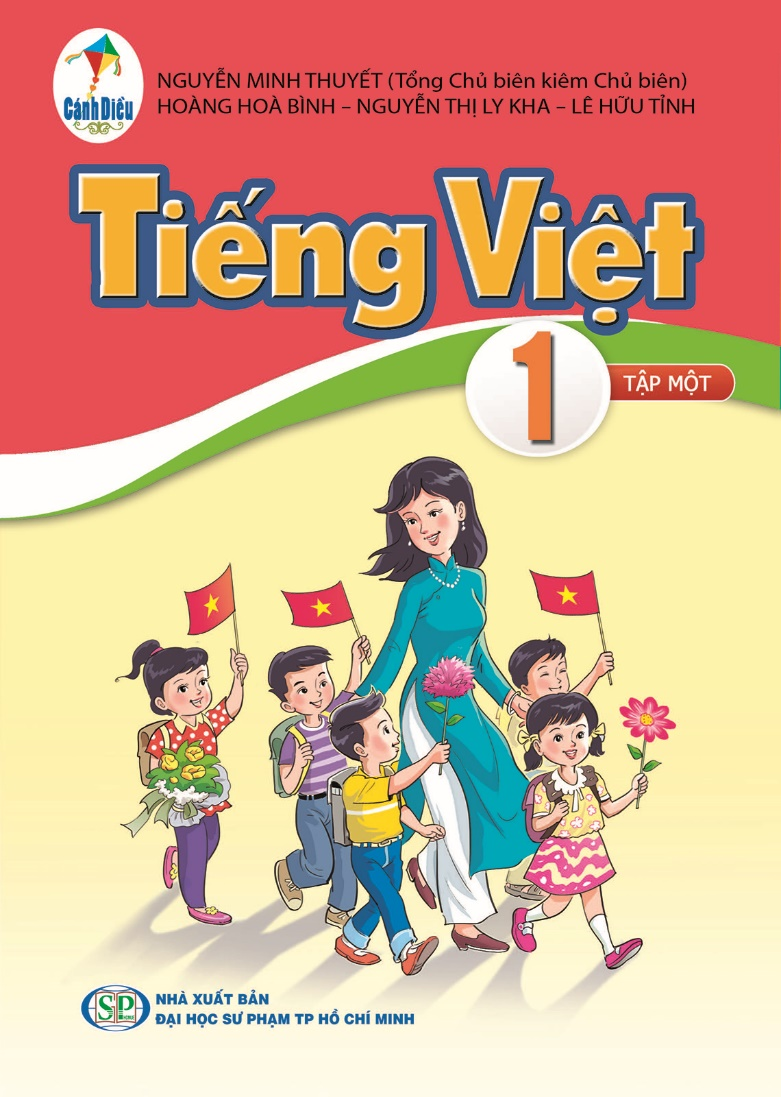 Cánh Diều
NGUYỄN MINH THUYẾT (Tổng Chủ biên kiêm Chủ biên)
HOÀNG HOÀ BÌNH – NGUYỄN THỊ LY KHA – LÊ HỮU TỈNH
Tiếng Việt
1
TẬP MỘT
SP
NHÀ XUẤT BẢN
ĐẠI HỌC SƯ PHẠM TP HỒ CHÍ MINH